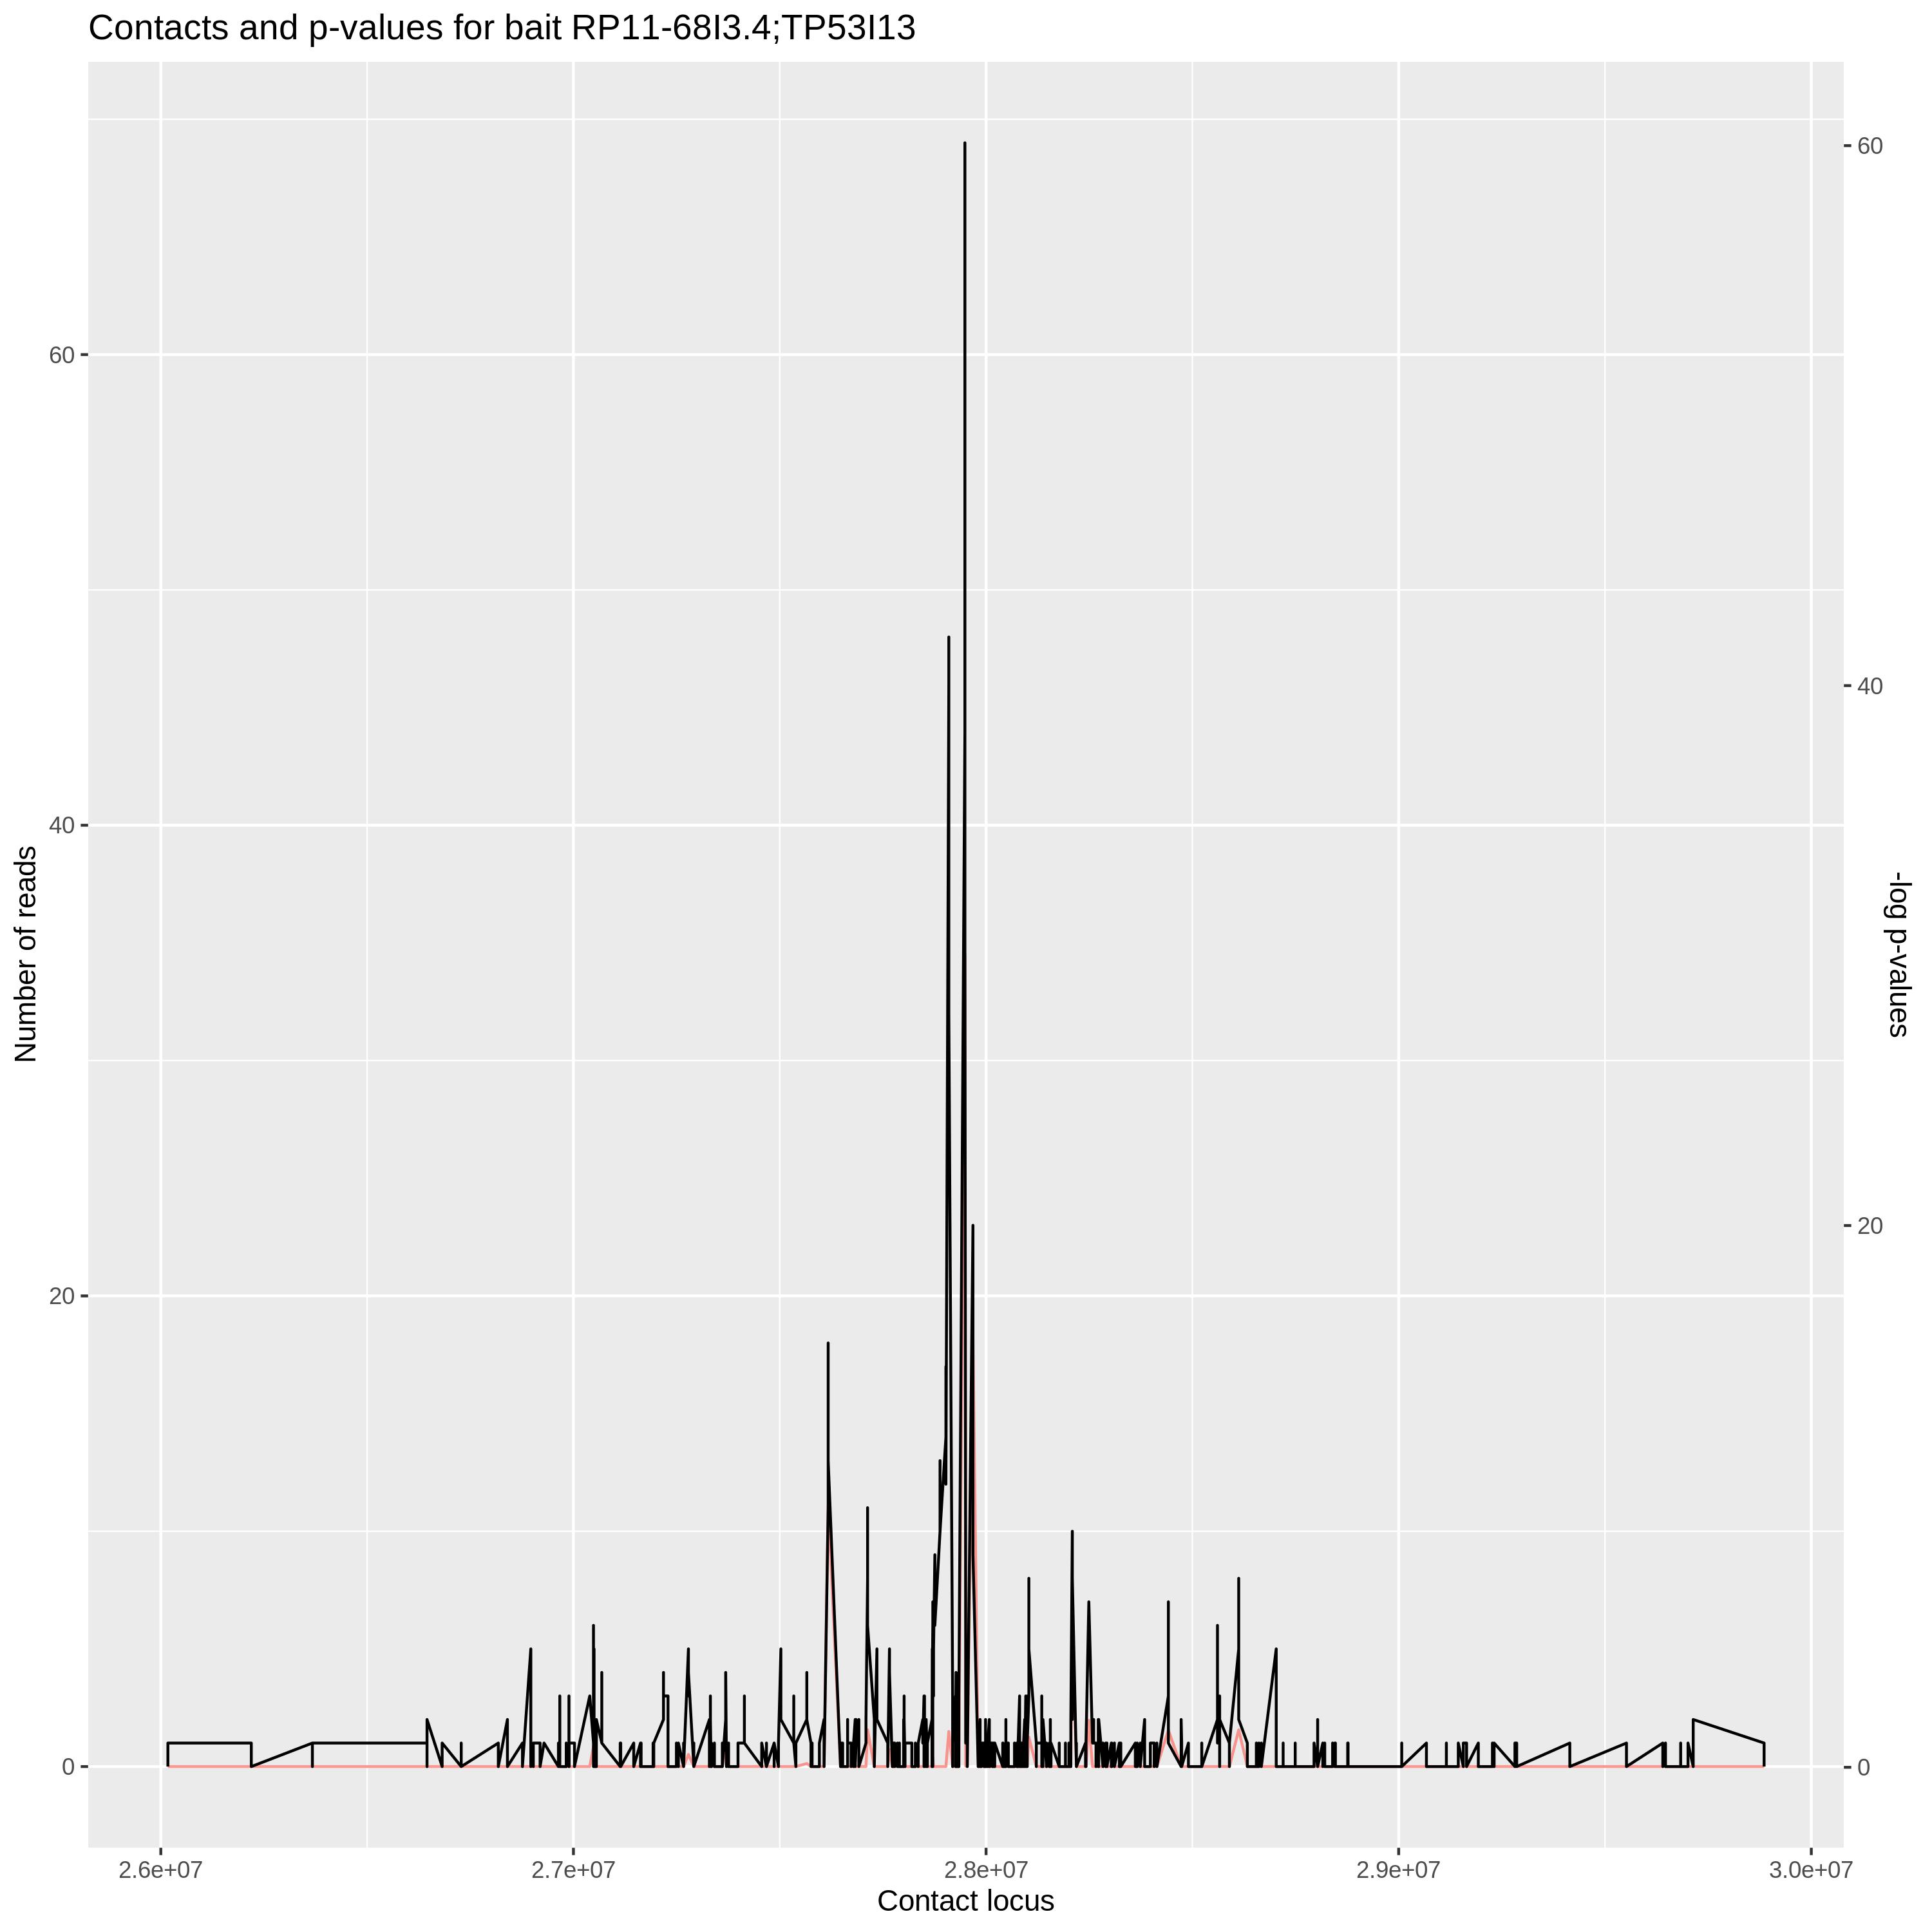 Contacts and p-values for bait RP11-68I3.4;TP53I13
Number of reads
60
40
20
0
60
40
20
0
-log p-values
2.6e+07 2.7e+07 2.8e+07 2.9e+07 3.0e+07
Contact locus